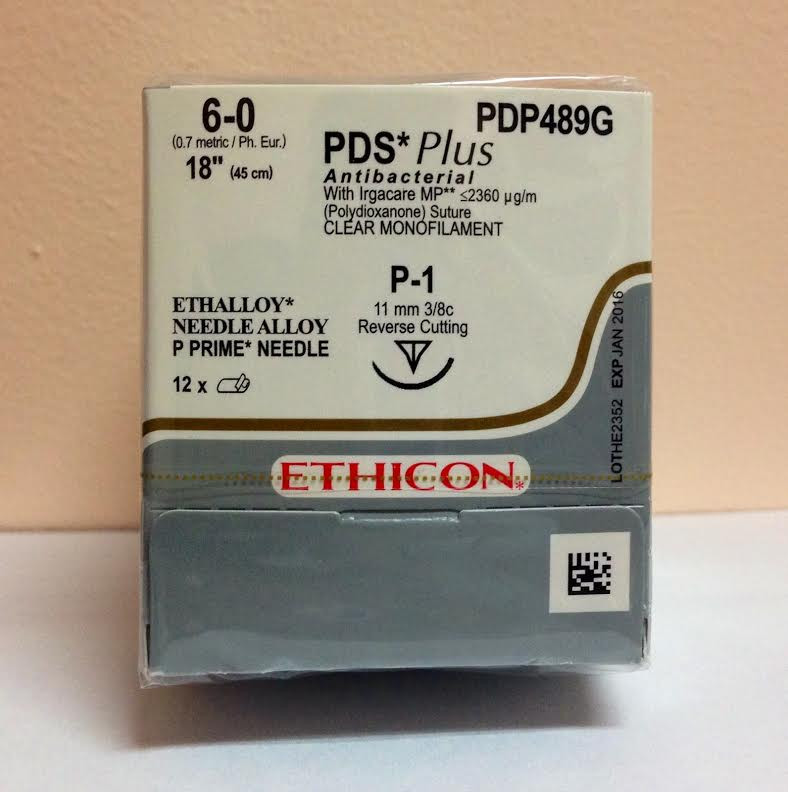 6-0
(0.7 metric / Ph. Eur.)
18" (45 cm)
PDP489G
PDS* Plus
Antibacterial
With Irgacare MP** ≤2360 µg/m
(Polydioxanone) Suture
CLEAR MONOFILAMENT
P-1
11 mm 3/8c
Reverse Cutting
ETHALLOY*
NEEDLE ALLOY
P PRIME* NEEDLE
12 x
LOTHE2352 EXP JAN 2016
ETHICON*